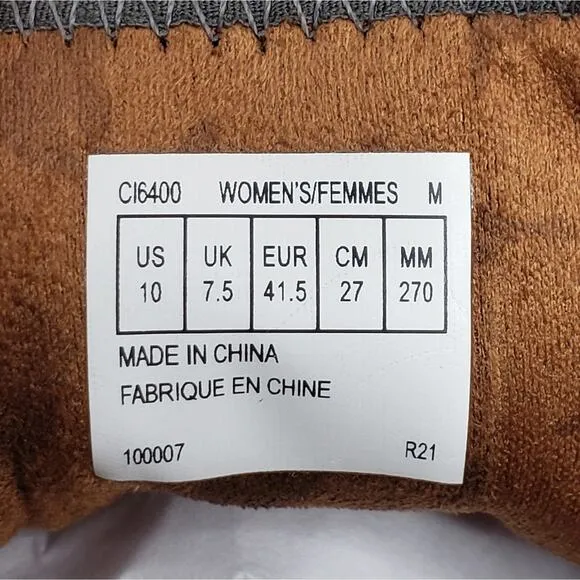 CI6400 WOMEN'S/FEMMES M
US UK EUR CM MM
10 7.5 41.5 27 270
MADE IN CHINA
FABRIQUE EN CHINE
100007 R21